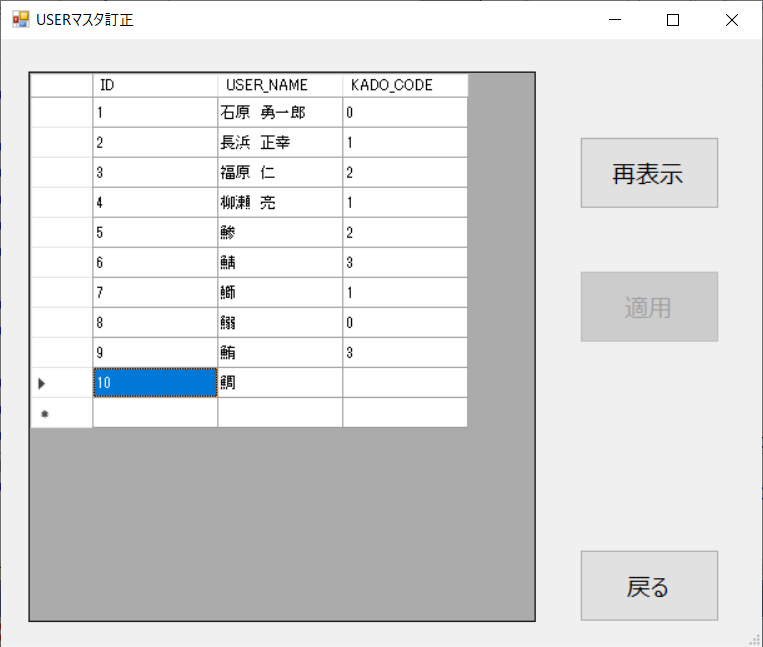 USERマスタ訂正
ID USER_NAME KADO_CODE
1 石原 勇一郎 0
2 長浜 正幸 1
3 福原 仁 2
4 柳瀬 亮 1
5 鯵 2
6 鯖 3
7 鰤 1
8 鰯 0
9 鮪 3
10 鯛
再表示
適用
戻る